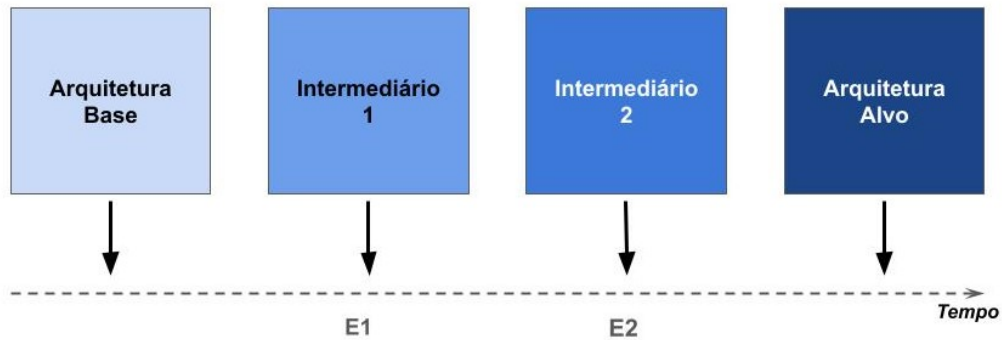 Arquitetura
Base
Intermediário
1
Intermediário
2
Arquitetura
Alvo
Tempo
E1
E2